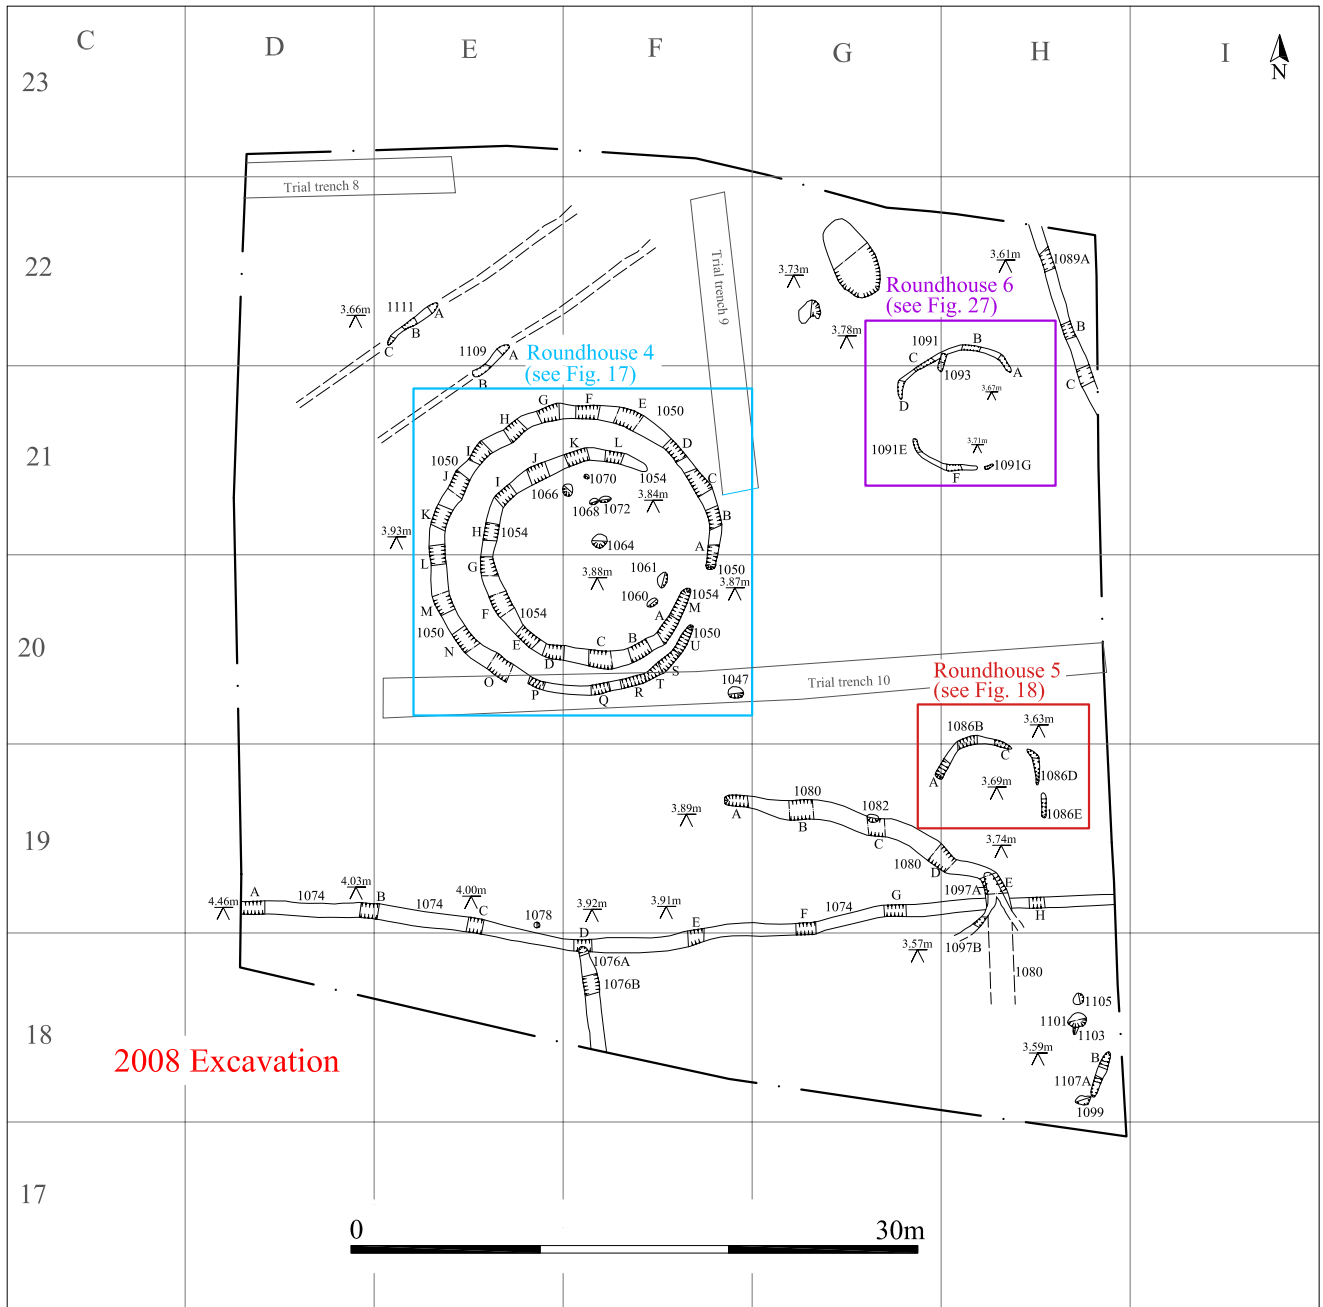 C
D
E
F
G
H
I
N
23
Trial trench 8
22
3.66m
1111
A
B
C
1109
A
B
Trial trench 9
3.73m
3.78m
3.61m
1089A
B
C
Roundhouse 6
(see Fig. 27)
1091
B
C
A
1093
D
3.67m
1091E
3.71m
F
1091G
Roundhouse 4
(see Fig. 17)
21
G
F
E
1050
H
D
I
K
L
1050
J
J
1054
C
I
1066
1070
1068
1072
3.84m
K
B
3.93m
H
1054
1064
A
L
G
3.88m
1061
1050
3.87m
1060
1054
M
F
1054
A
M
1050
1050
20
N
E
D
C
B
U
O
S
P
Q
R
T
1047
Trial trench 10
Roundhouse 5
(see Fig. 18)
3.63m
1086B
C
A
1086D
3.69m
1086E
19
3.89m
A
1080
B
1082
C
1080
D
3.74m
E
1097A
4.46m
A
1074
4.03m
B
1074
4.00m
C
1078
3.92m
3.91m
D
E
F
1074
G
H
1097B
3.57m
1080
1076A
1076B
18
1105
1101
1103
3.59m
B
1107A
1099
2008 Excavation
17
0
30m